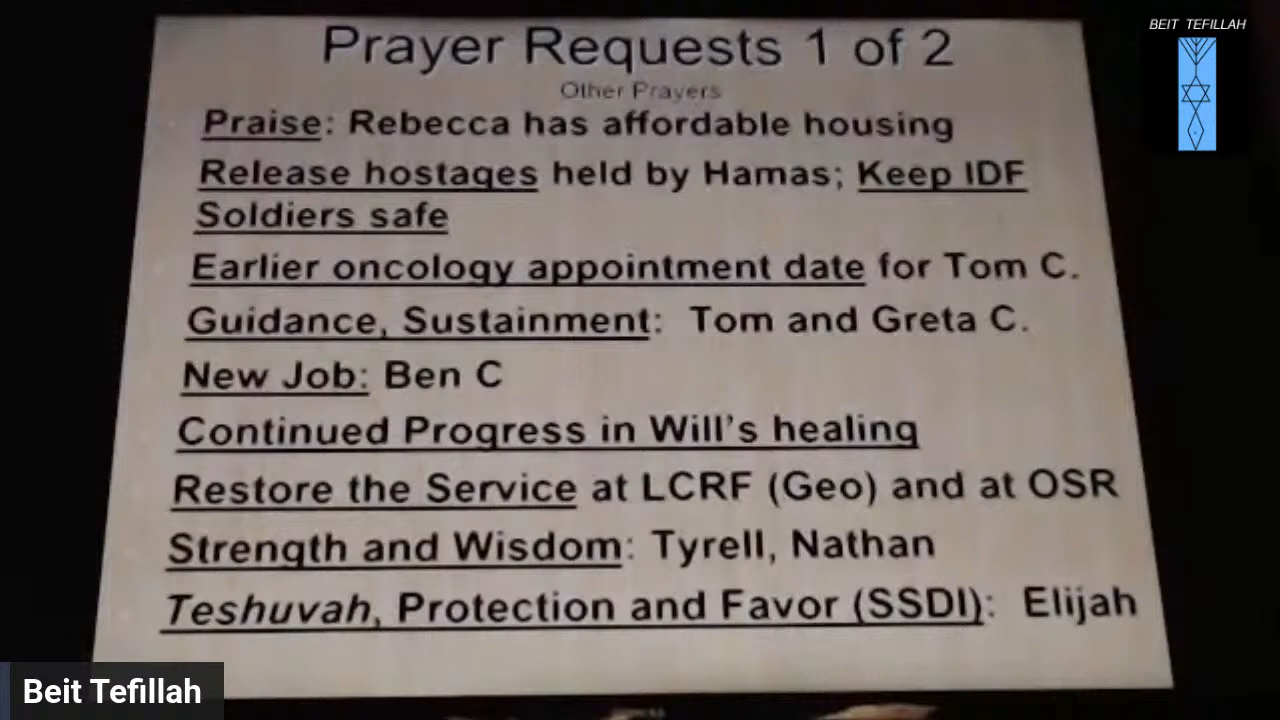 BEIT TEFILLAH
Prayer Requests 1 of 2
Other Prayers
Praise: Rebecca has affordable housing
Release hostages held by Hamas; Keep IDF
Soldiers safe
Earlier oncology appointment date for Tom C.
Guidance, Sustainment: Tom and Greta C.
New Job: Ben C
Continued Progress in Will's healing
Restore the Service at LCRF (Geo) and at OSR
Strength and Wisdom: Tyrell, Nathan
Teshuvah, Protection and Favor (SSDI): Elijah
Beit Tefillah